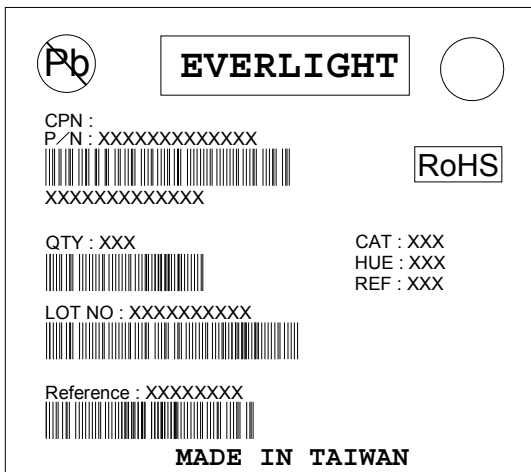 Pb
EVERLIGHT
CPN :
P/N : XXXXXXXXXXXXX
RoHS
XXXXXXXXXXXXX
QTY : XXX
CAT : XXX
HUE : XXX
REF : XXX
LOT NO : XXXXXXXXXX
Reference : XXXXXXXX
MADE IN TAIWAN